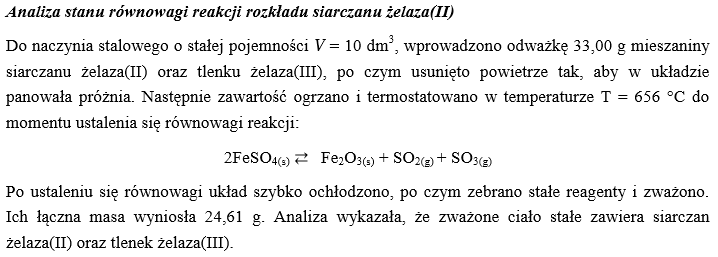 Analiza stanu równowagi reakcji rozkładu siarczanu żelaza(II)
Do naczynia stalowego o stałej pojemności V = 10 dm³, wprowadzono odważkę 33,00 g mieszaniny
siarczanu żelaza(II) oraz tlenku żelaza(III), po czym usunięto powietrze tak, aby w układzie
panowała próżnia. Następnie zawartość ogrzano i termostatowano w temperaturze T = 656 °C do
momentu ustalenia się równowagi reakcji:
2FeSO₄₍ₛ₎ ⇄ Fe₂O₃₍ₛ₎ + SO₂(g) + SO₃(g)
Po ustaleniu się równowagi układ szybko ochłodzono, po czym zebrano stałe reagenty i zważono.
Ich łączna masa wyniosła 24,61 g. Analiza wykazała, że zważone ciało stałe zawiera siarczan
żelaza(II) oraz tlenek żelaza(III).